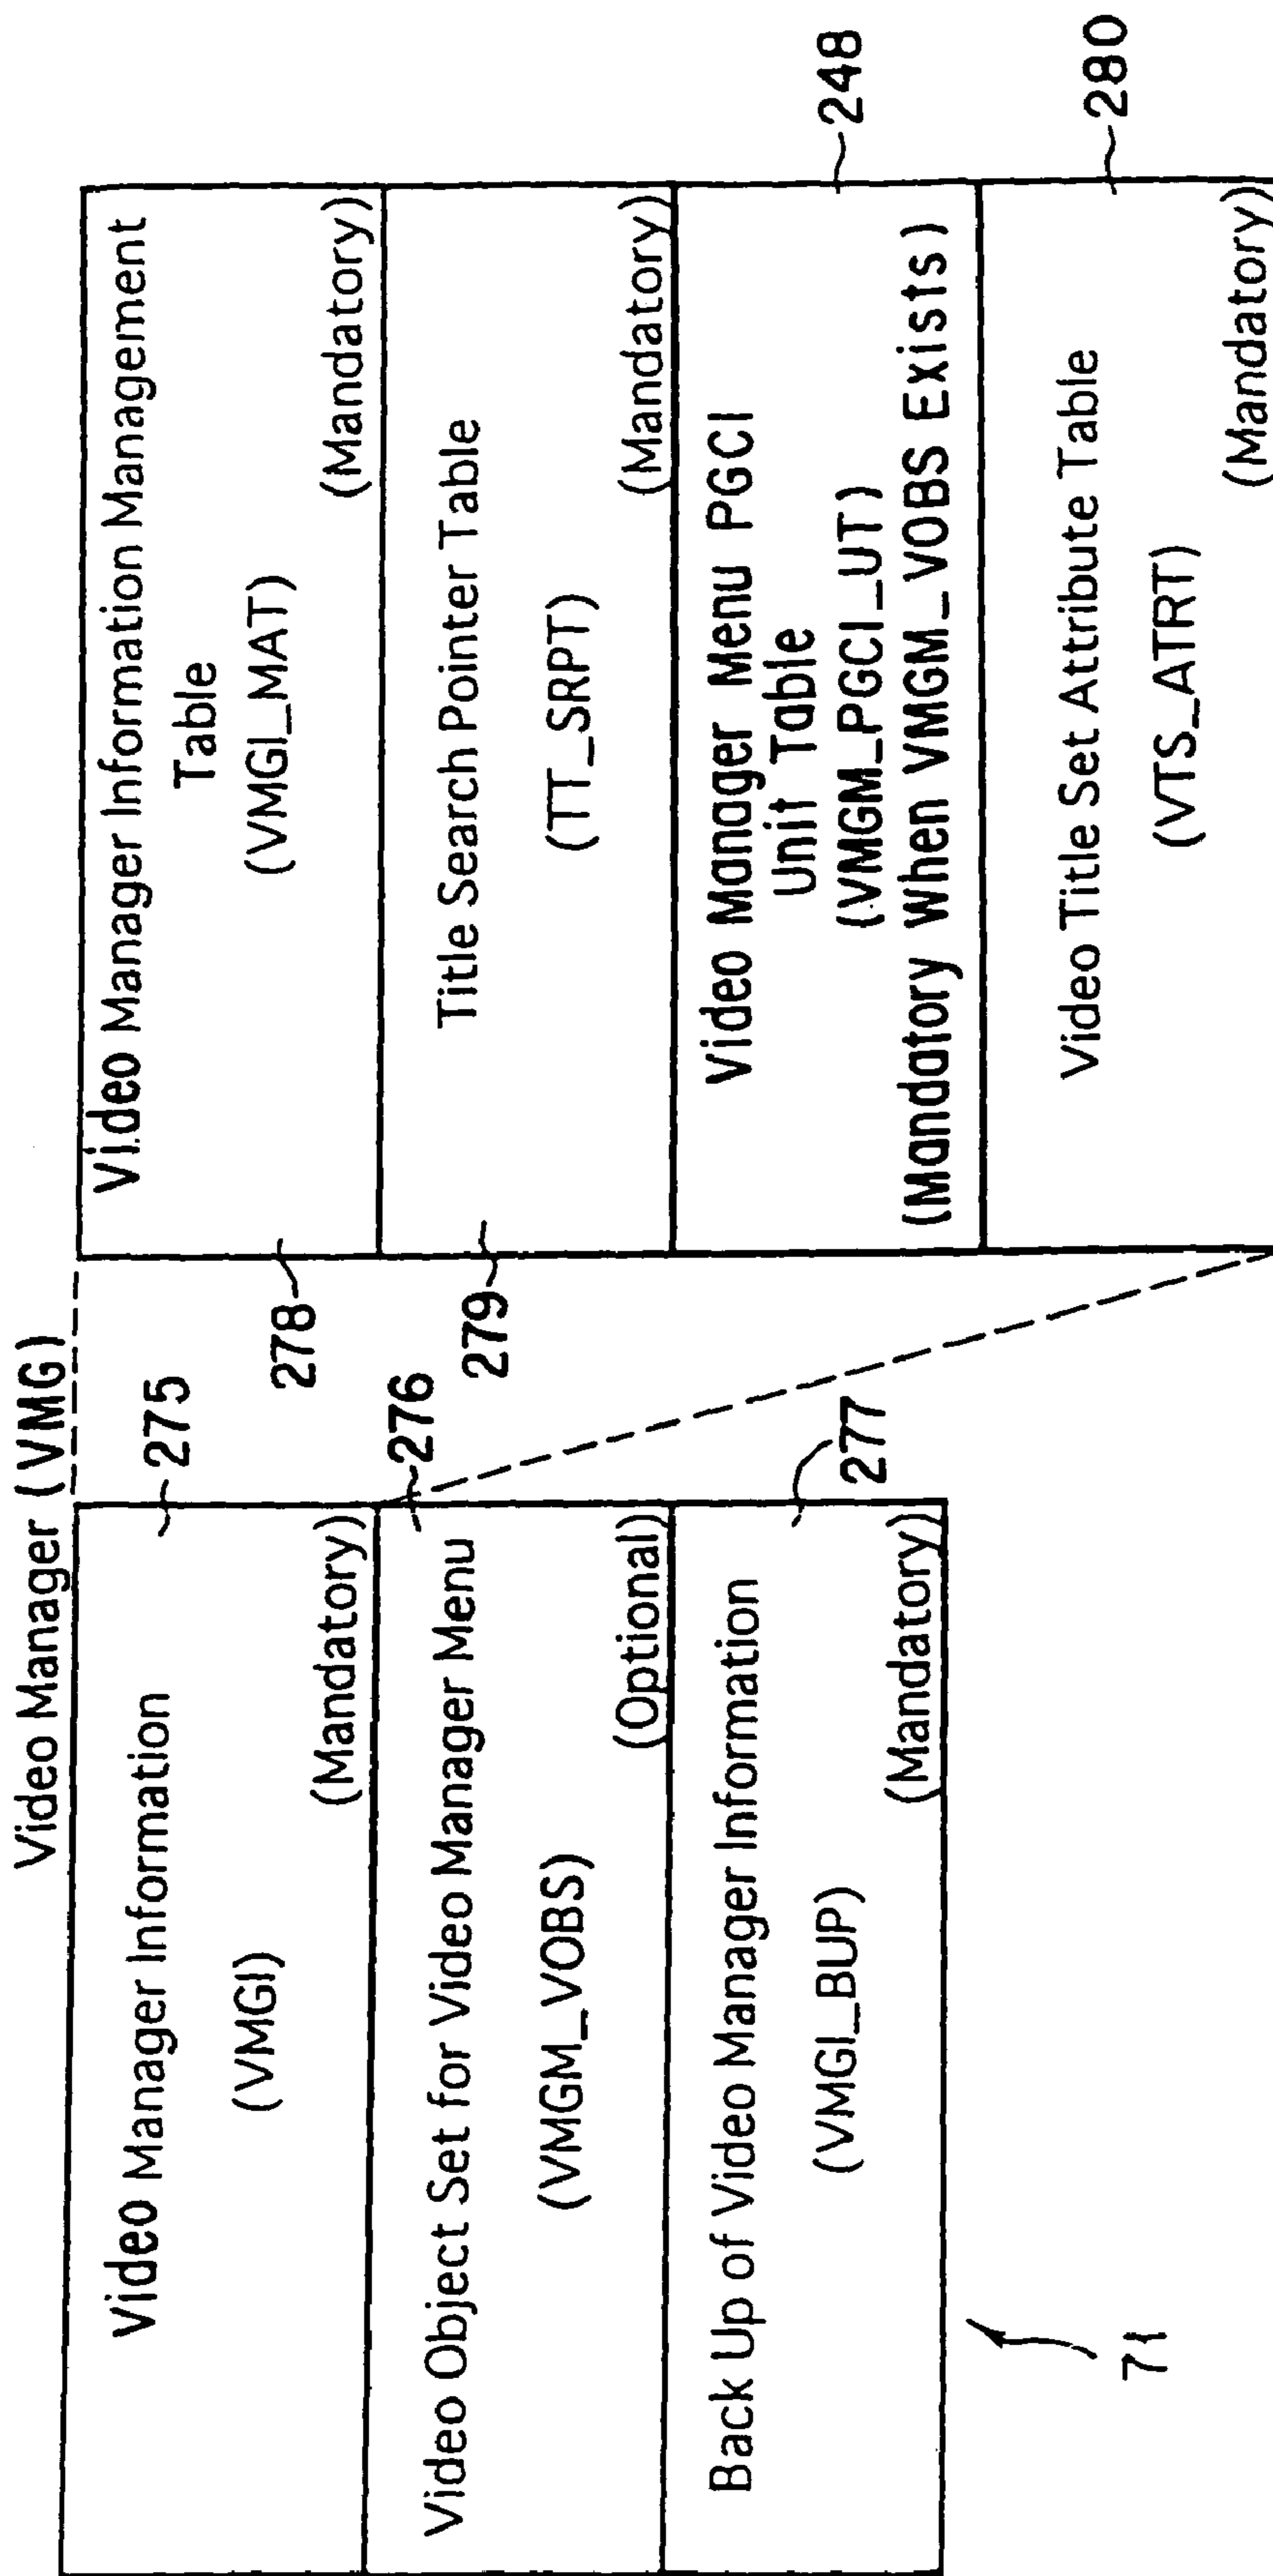 Video Manager (VMG)
Video Manager Information
(VMGI)
(Mandatory)
275
Video Object Set for Video Manager Menu
(VMGM_VOBS)
(Optional)
276
Back Up of Video Manager Information
(VMGI_BUP)
(Mandatory)
277
71
Video Manager Information Management
Table
(VMGI_MAT)
(Mandatory)
278
Title Search Pointer Table
(TT_SRPT)
(Mandatory)
279
Video Manager Menu PGCI
Unit Table
(VMGM_PGCI_UT)
(Mandatory When VMGM_VOBS Exists)
248
Video Title Set Attribute Table
(VTS_ATRT)
(Mandatory)
280